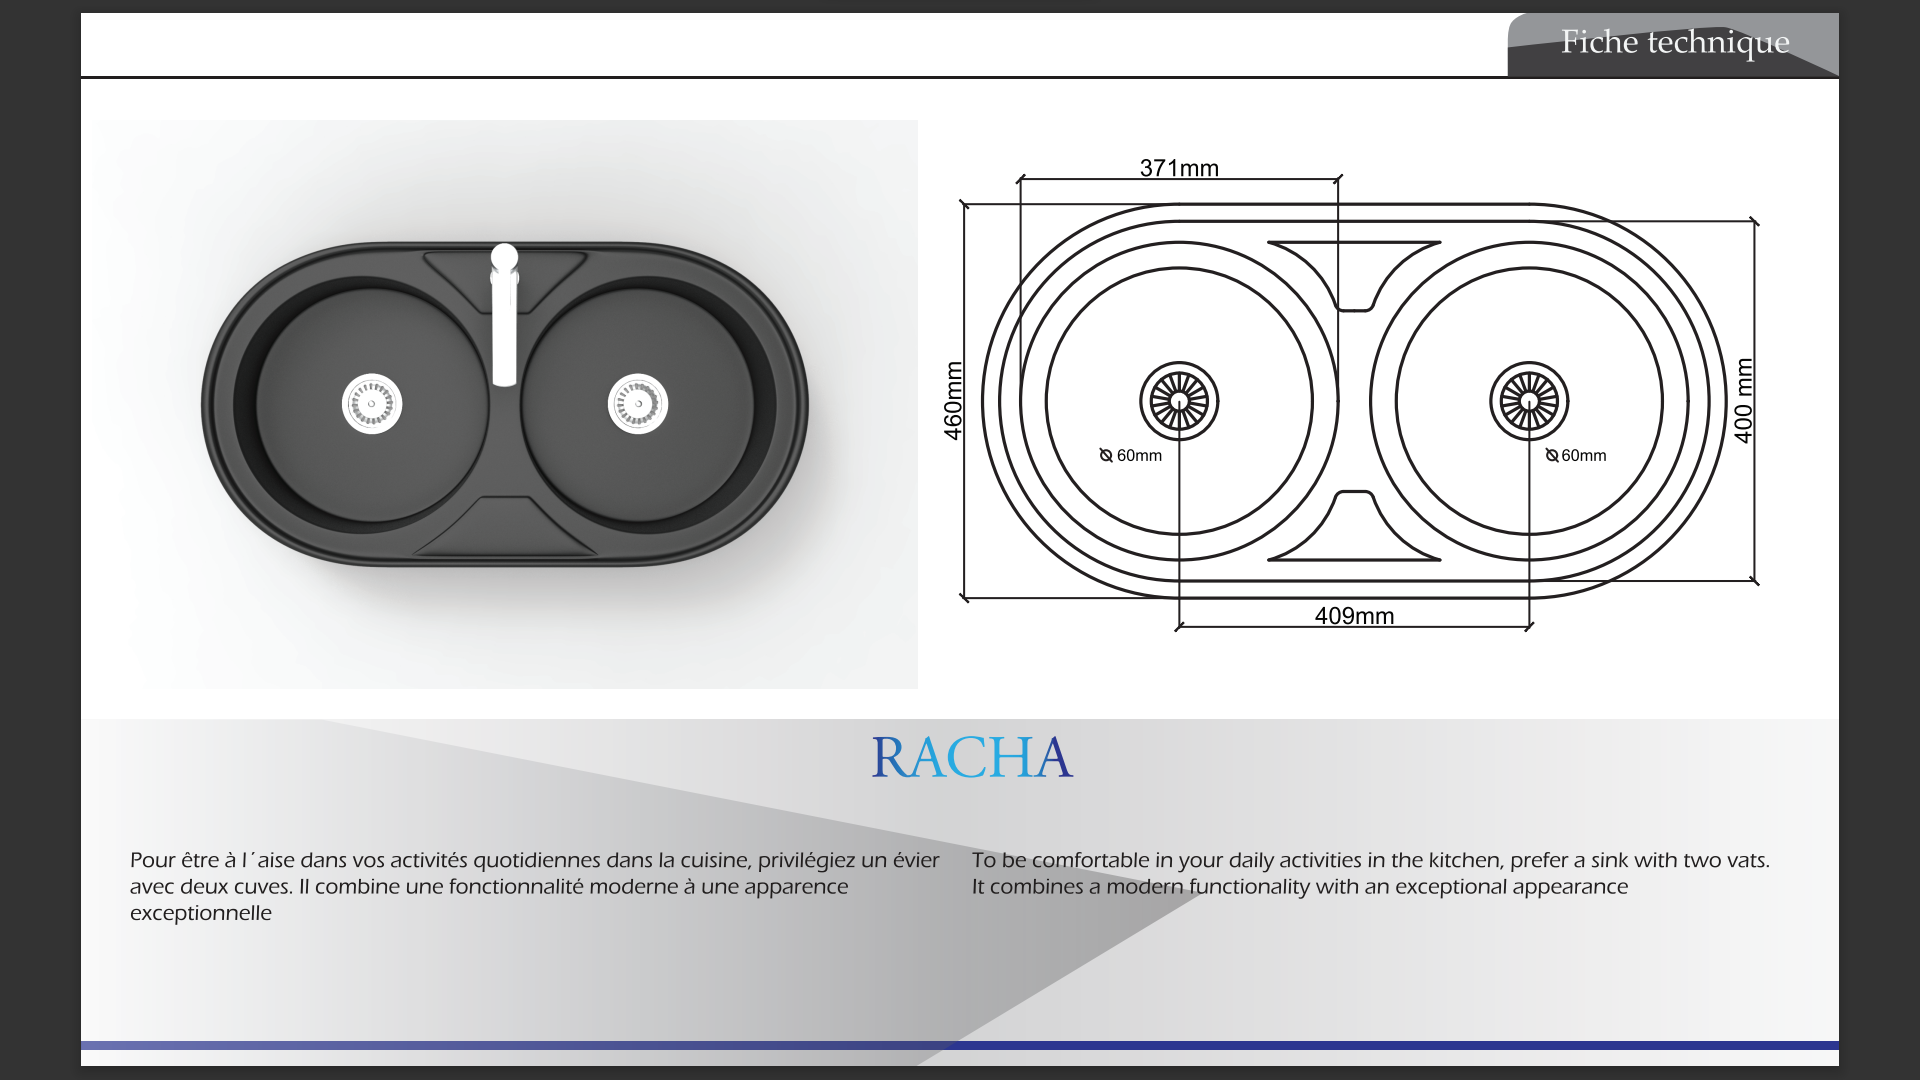 Fiche technique
371mm
460mm
400 mm
Ø 60mm
Ø 60mm
409mm
RACHA
Pour être à l´aise dans vos activités quotidiennes dans la cuisine, privilégiez un évier
avec deux cuves. Il combine une fonctionnalité moderne à une apparence
exceptionnelle
To be comfortable in your daily activities in the kitchen, prefer a sink with two vats.
It combines a modern functionality with an exceptional appearance